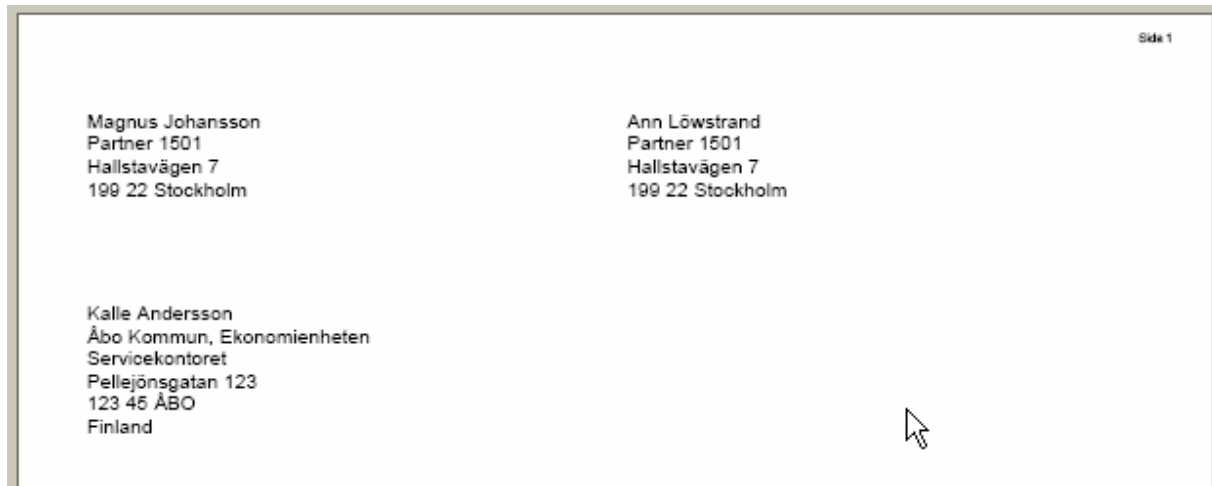 Side 1
Magnus Johansson
Partner 1501
Hallstavägen 7
199 22 Stockholm
Ann Löwstrand
Partner 1501
Hallstavägen 7
199 22 Stockholm
Kalle Andersson
Åbo Kommun, Ekonomienheten
Servicekontoret
Pellejönsgatan 123
123 45 ÅBO
Finland